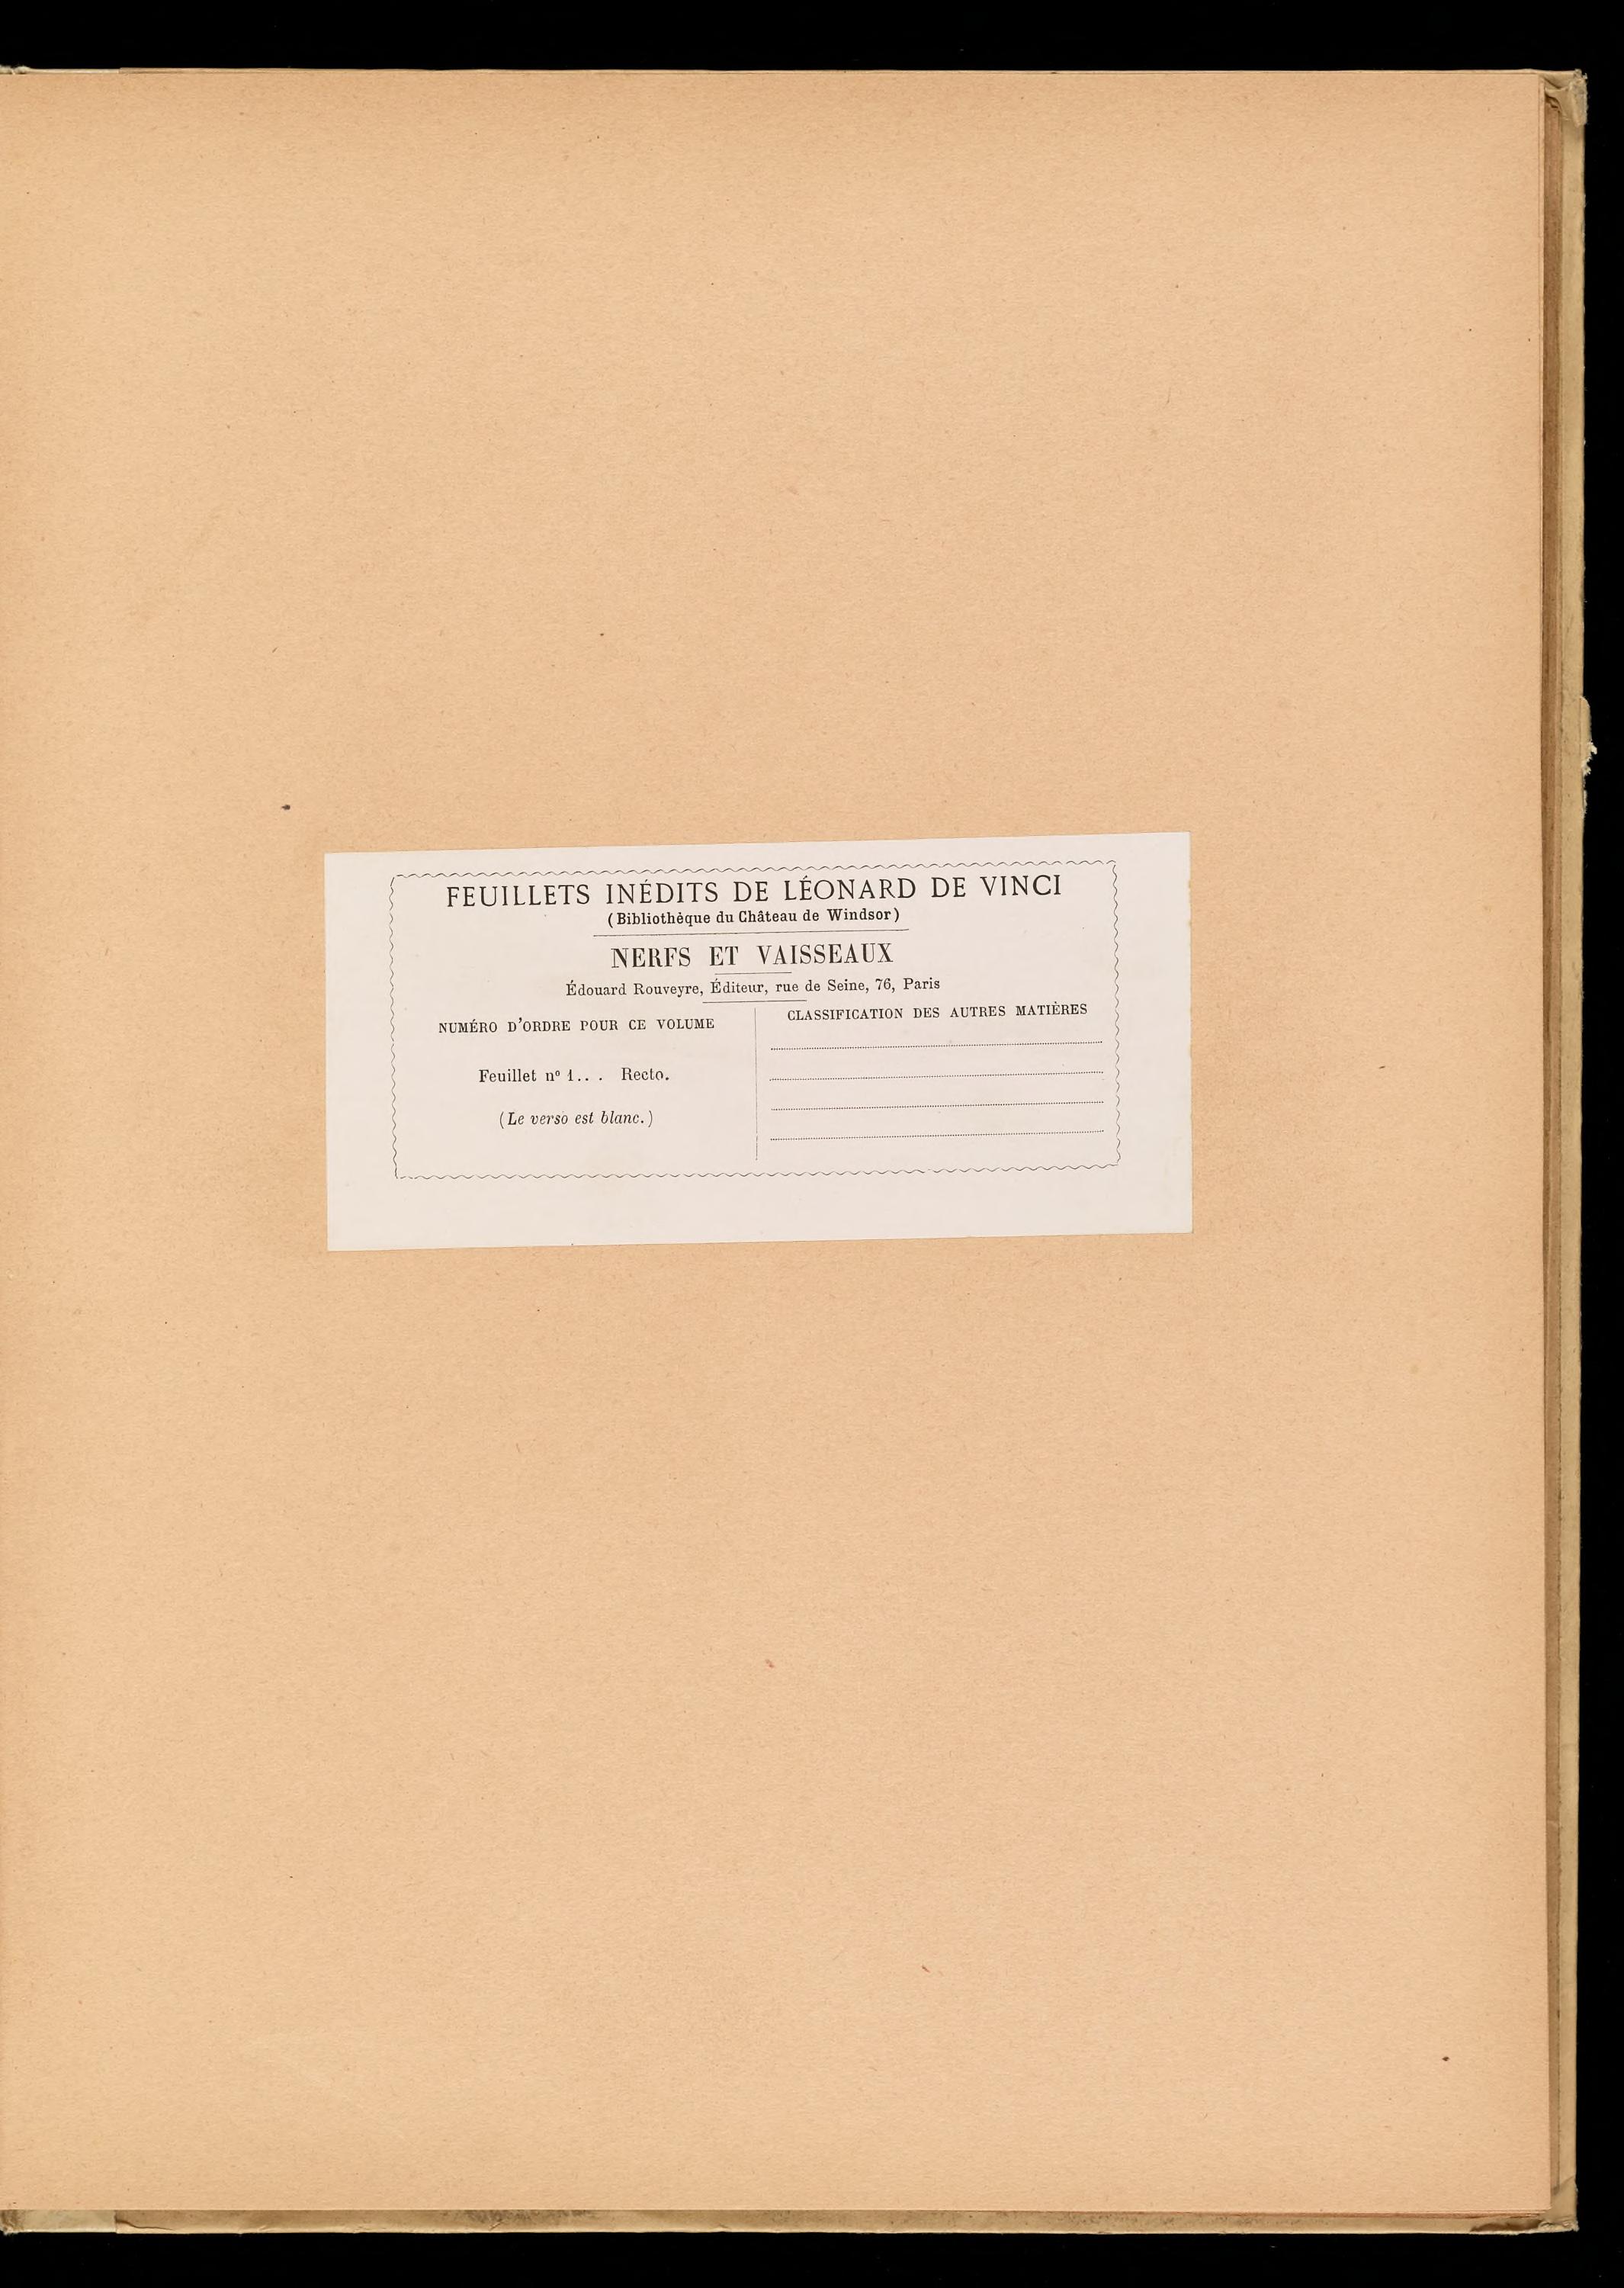 FEUILLETS INÉDITS DE LÉONARD DE VINCI
(Bibliothèque du Château de Windsor)
NERFS ET VAISSEAUX
Édouard Rouveyre, Éditeur, rue de Seine, 76, Paris
NUMÉRO D'ORDRE POUR CE VOLUME
Feuillet nº 1. . . Recto.
(Le verso est blanc.)
CLASSIFICATION DES AUTRES MATIÈRES